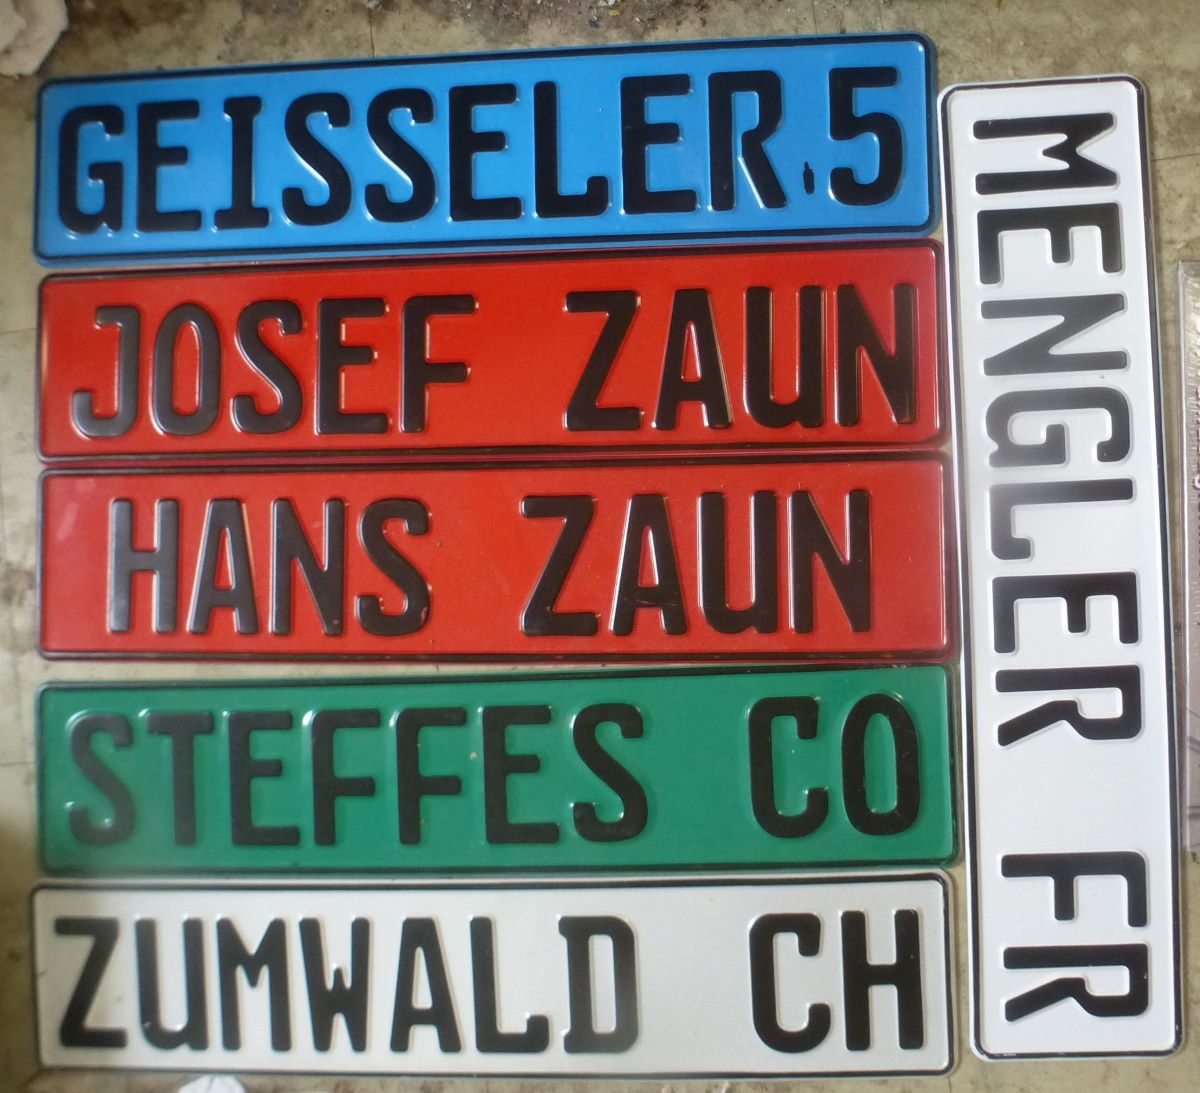 GEISSELER.5
JOSEF ZAUN
HANS ZAUN
STEFFES CO
ZUMWALD CH
MENGLER FR